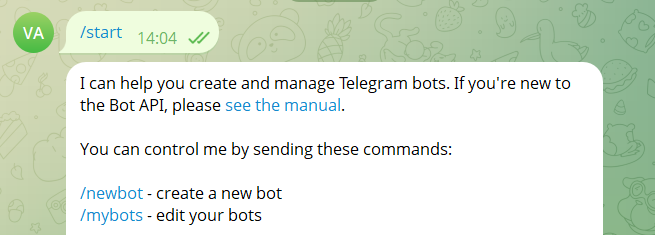 VA
/start 14:04
I can help you create and manage Telegram bots. If you're new to
the Bot API, please see the manual.
You can control me by sending these commands:
/newbot - create a new bot
/mybots - edit your bots